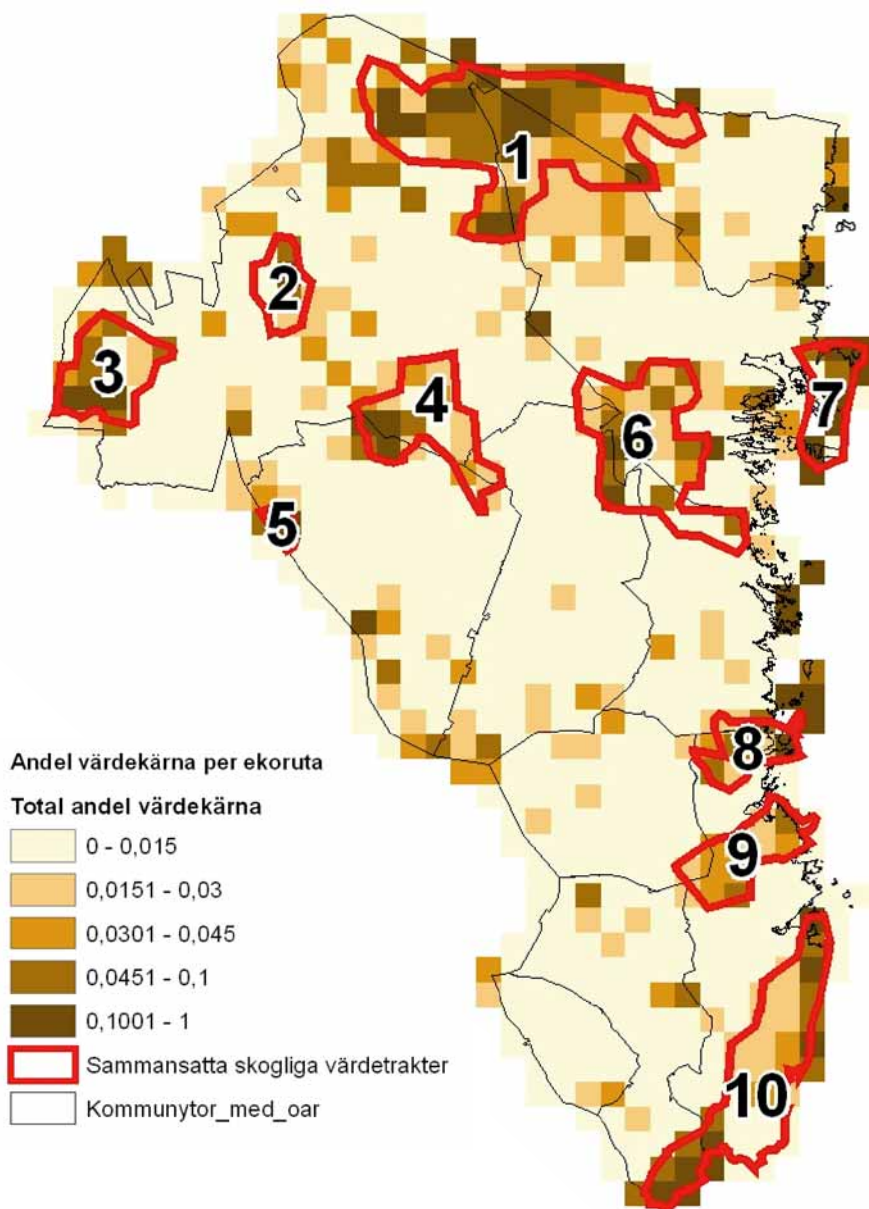 1
2
3
4
5
6
7
8
9
10
Andel värdekärna per ekoruta
Total andel värdekärna
0 - 0,015
0,0151 - 0,03
0,0301 - 0,045
0,0451 - 0,1
0,1001 - 1
Sammansatta skogliga värdetrakter
Kommunytor_med_oar